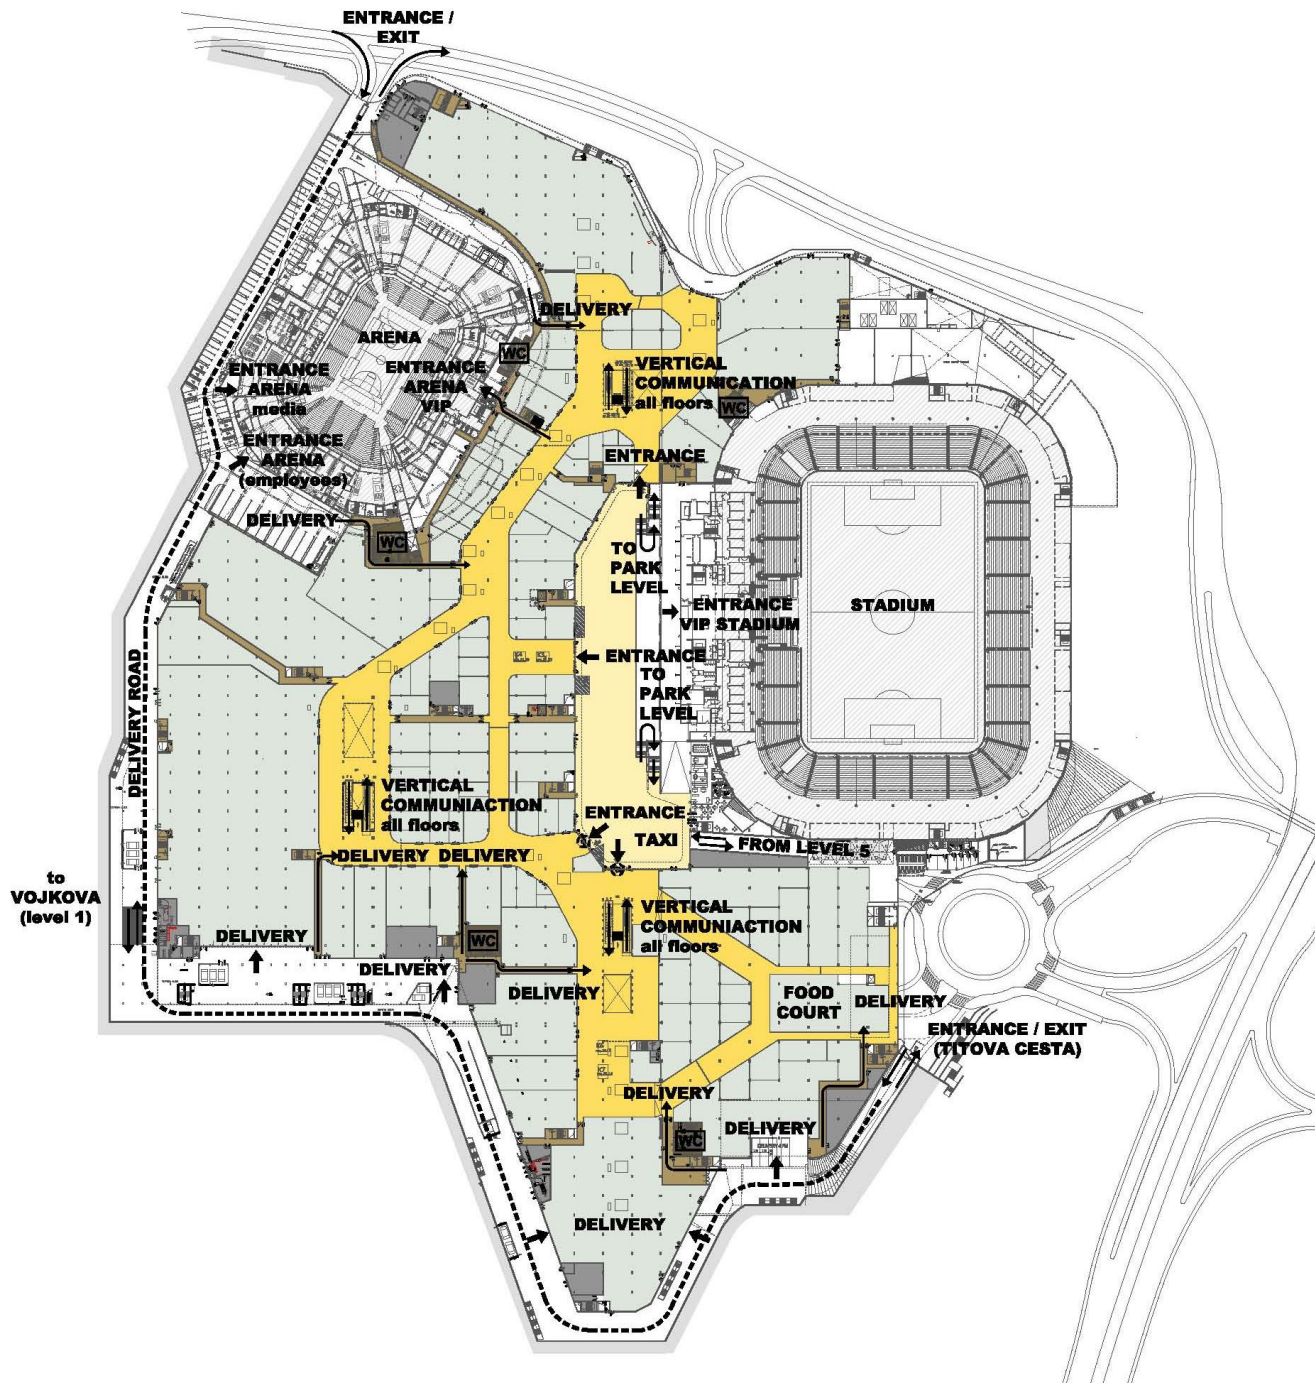 ENTRANCE /
EXIT
DELIVERY
ARENA
WC
ENTRANCE
ARENA
media
ENTRANCE
ARENA
VIP
VERTICAL
COMMUNICATION
all floors
WC
ENTRANCE
ARENA
(employees)
ENTRANCE
DELIVERY
WC
TO
PARK
LEVEL
ENTRANCE
VIP STADIUM
STADIUM
ENTRANCE
TO
PARK
LEVEL
DELIVERY ROAD
VERTICAL
COMMUNIACTION
all floors
ENTRANCE
TAXI
FROM LEVEL 5
DELIVERY
DELIVERY
to
VOJKOVA
(level 1)
VERTICAL
COMMUNIACTION
all floors
DELIVERY
WC
DELIVERY
DELIVERY
FOOD
COURT
DELIVERY
ENTRANCE / EXIT
(TITOVA CESTA)
DELIVERY
DELIVERY
WC
DELIVERY